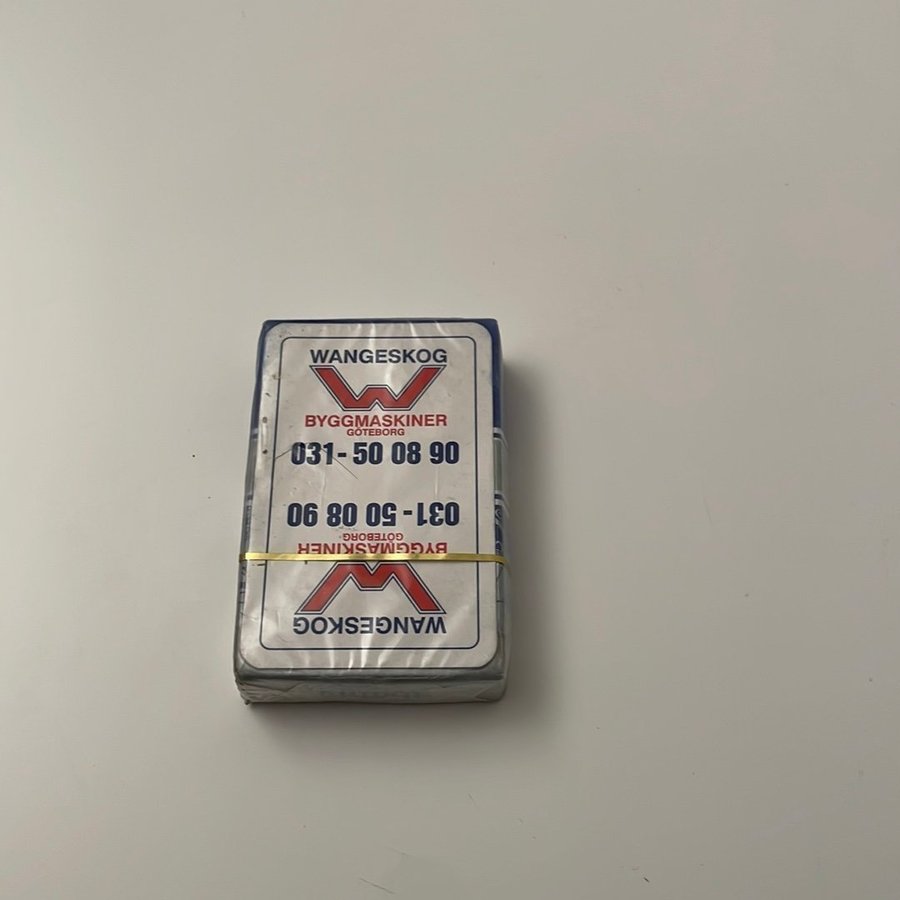 WANGESKOG
W
BYGGMASKINER
GÖTEBORG
031-50 08 90
031-50 08 90
GÖTEBORG
BYGGMASKINER
W
WANGESKOG